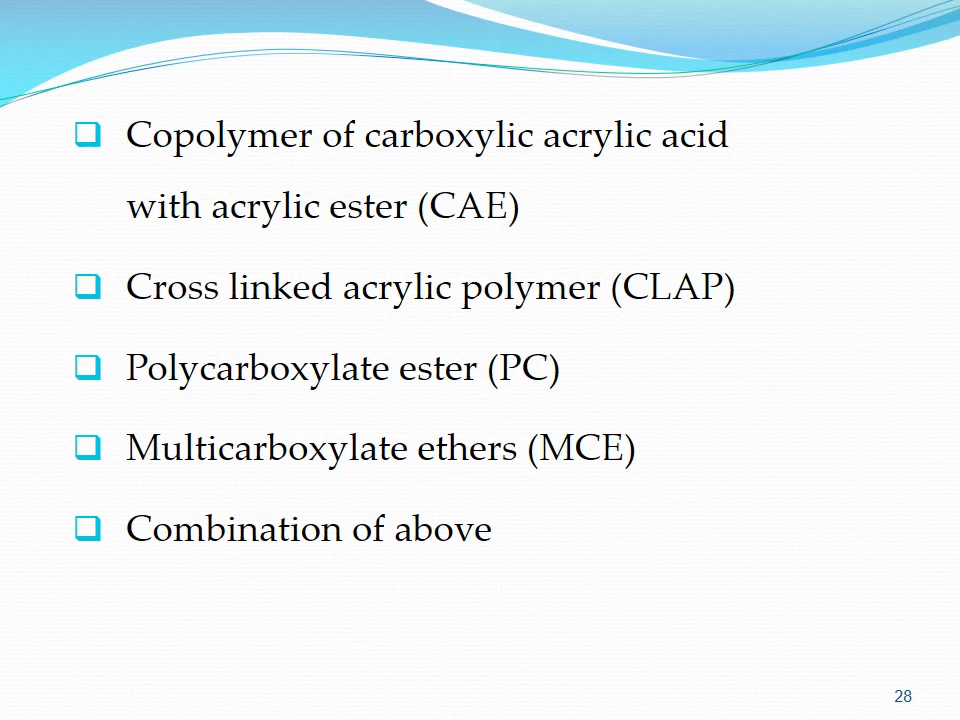 Copolymer of carboxylic acrylic acid
with acrylic ester (CAE)
Cross linked acrylic polymer (CLAP)
Polycarboxylate ester (PC)
Multicarboxylate ethers (MCE)
Combination of above
28